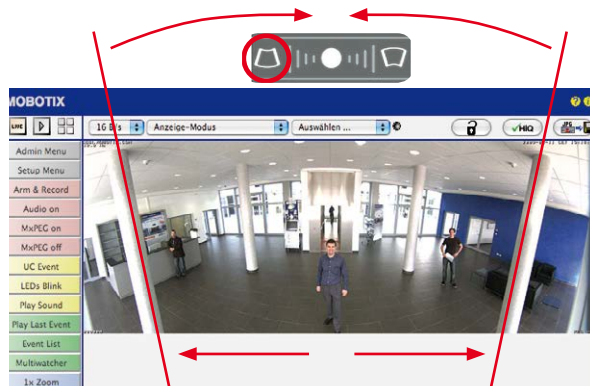 MOBOTIX
LIVE
16 B/s Anzeige-Modus Auswählen ...
HIQ
JPG
Admin Menu
Setup Menu
Arm & Record
Audio on
MxPEG on
MxPEG off
UC Event
LEDs Blink
Play Sound
Play Last Event
Event List
Multiwatcher
1x Zoom